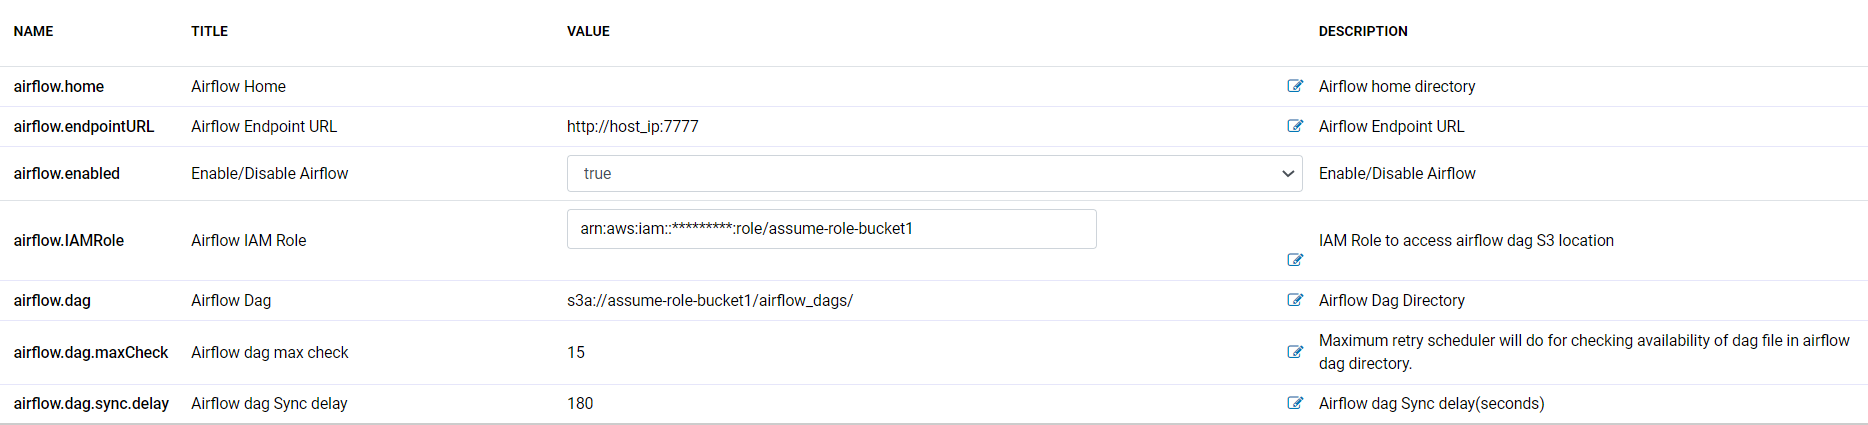 NAME TITLE VALUE DESCRIPTION
airflow.home Airflow Home Airflow home directory
airflow.endpointURL Airflow Endpoint URL http://host_ip:7777 Airflow Endpoint URL
airflow.enabled Enable/Disable Airflow true Enable/Disable Airflow
airflow.IAMRole Airflow IAM Role arn:aws:iam::*********:role/assume-role-bucket1 IAM Role to access airflow dag S3 location
airflow.dag Airflow Dag s3a://assume-role-bucket1/airflow_dags/ Airflow Dag Directory
airflow.dag.maxCheck Airflow dag max check 15 Maximum retry scheduler will do for checking availability of dag file in airflow
dag directory.
airflow.dag.sync.delay Airflow dag Sync delay 180 Airflow dag Sync delay(seconds)